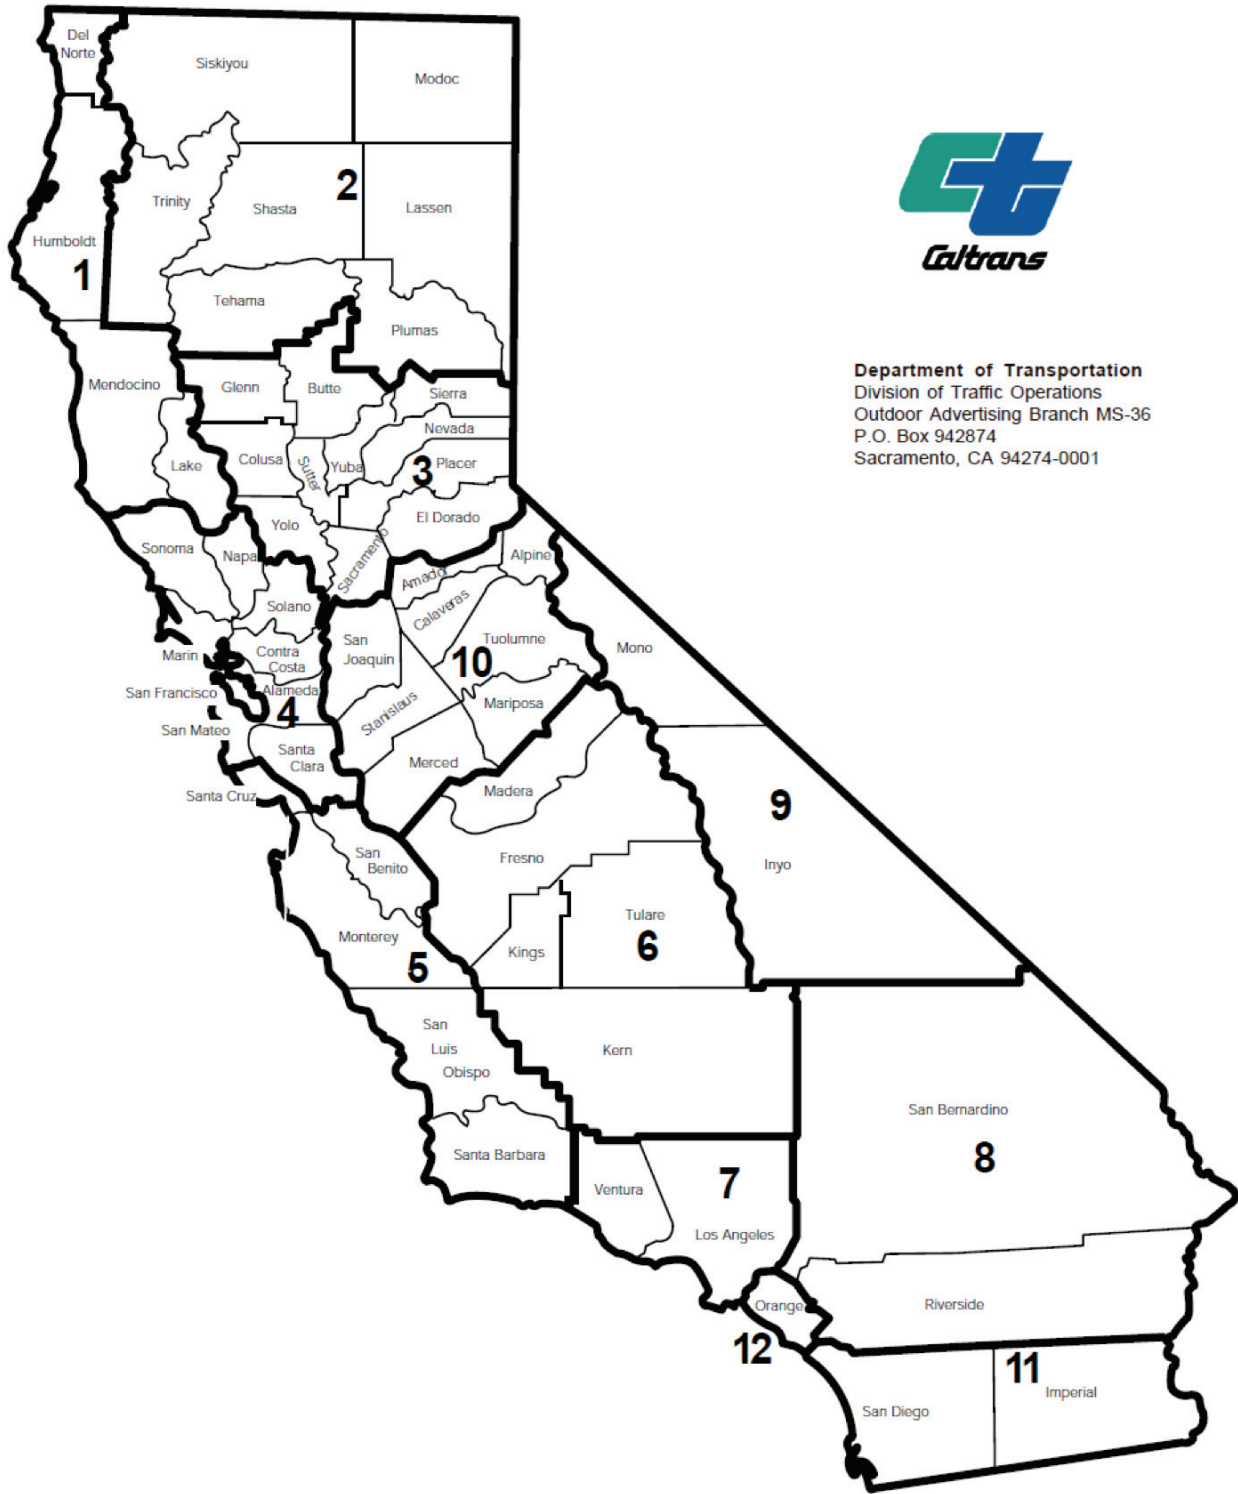 Del
Norte
Siskiyou
Modoc
Trinity
Shasta
2
Lassen
Humboldt
1
Caltrans
Tehama
Plumas
Department of Transportation
Division of Traffic Operations
Outdoor Advertising Branch MS-36
P.O. Box 942874
Sacramento, CA 94274-0001
Mendocino
Glenn
Butte
Sierra
Nevada
Lake
Colusa
Sutter
Yuba
3
Placer
El Dorado
Yolo
Sonoma
Napa
Sacramento
Alpine
Amador
Solano
Calaveras
Marin
Contra
Costa
San
Joaquin
Tuolumne
10
Mono
San Francisco
Alameda
4
Stanislaus
Mariposa
San Mateo
Santa
Clara
Merced
Madera
Santa Cruz
9
San
Benito
Fresno
Inyo
Monterey
5
Kings
Tulare
6
San
Luis
Obispo
Kern
San Bernardino
8
Santa Barbara
Ventura
7
Los Angeles
Orange
12
Riverside
11
San Diego
Imperial